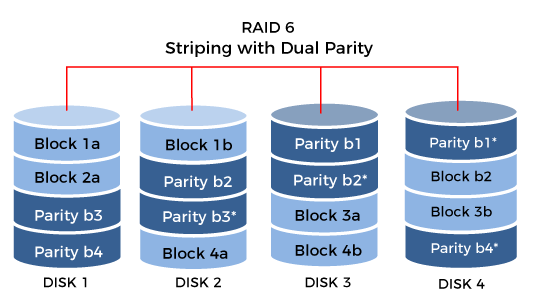 RAID 6
Striping with Dual Parity
Block 1a
Block 2a
Parity b3
Parity b4
DISK 1
Block 1b
Parity b2
Parity b3*
Block 4a
DISK 2
Parity b1
Parity b2*
Block 3a
Block 4b
DISK 3
Parity b1*
Block b2
Block 3b
Parity b4*
DISK 4